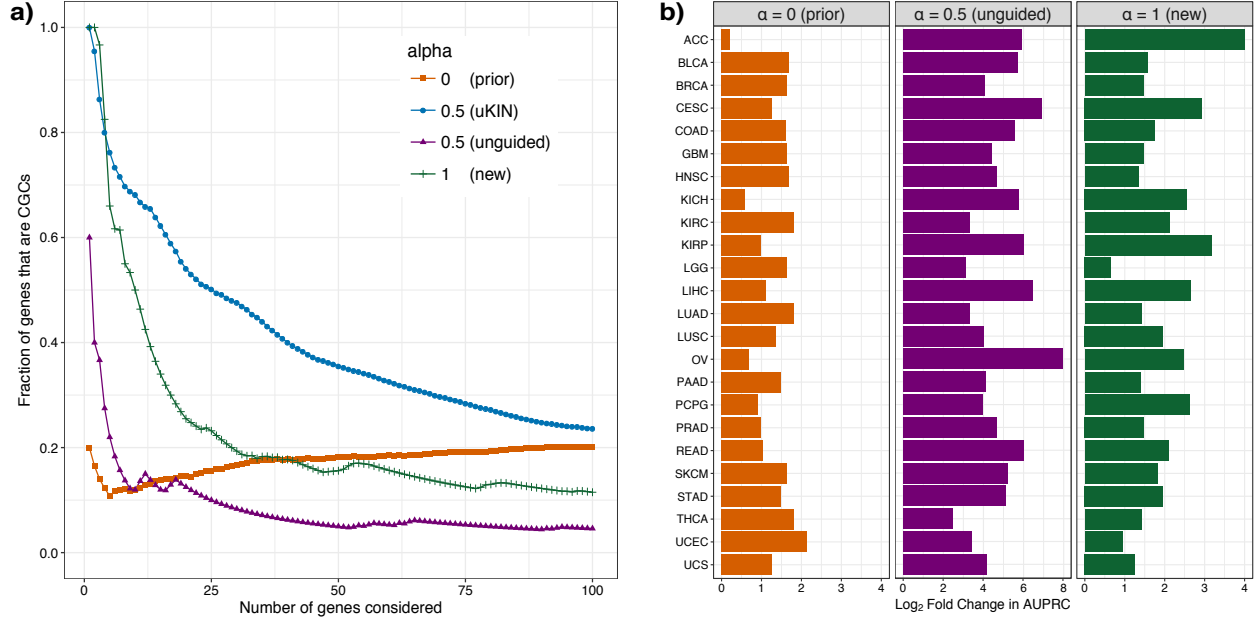 a)
1.0
0.8
0.6
0.4
0.2
0.0
Fraction of genes that are CGCs
alpha
0 (prior)
0.5 (uKIN)
0.5 (unguided)
1 (new)
0 25 50 75 100
Number of genes considered
b)
α = 0 (prior) α = 0.5 (unguided) α = 1 (new)
ACC
BLCA
BRCA
CESC
COAD
GBM
HNSC
KICH
KIRC
KIRP
LGG
LIHC
LUAD
LUSC
OV
PAAD
PCPG
PRAD
READ
SKCM
STAD
THCA
UCEC
UCS
0 1 2 3 4 0 2 4 6 8 0 1 2 3 4
Log₂ Fold Change in AUPRC